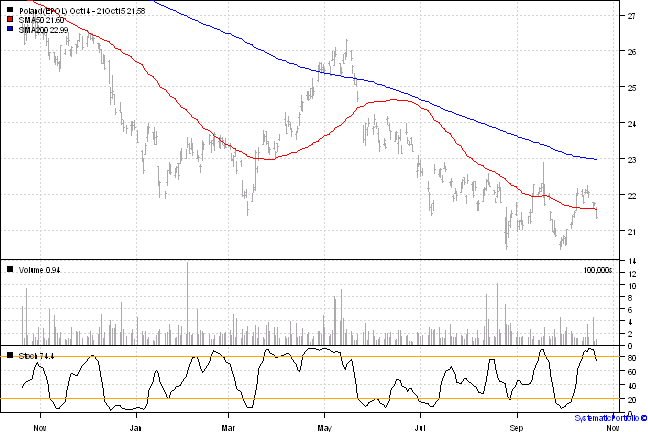 Poland(EPOL) Oct14 - 21Oct15 21.58
SMA50 21.60
SMA200 22.99
27
26
25
24
23
22
21
Volume 0.94
100,000s
14
12
10
8
6
4
2
0
Stoch 74.4
80
60
40
20
0
Nov Jan Mar May Jul Sep Nov
SystematicPortfolio ©